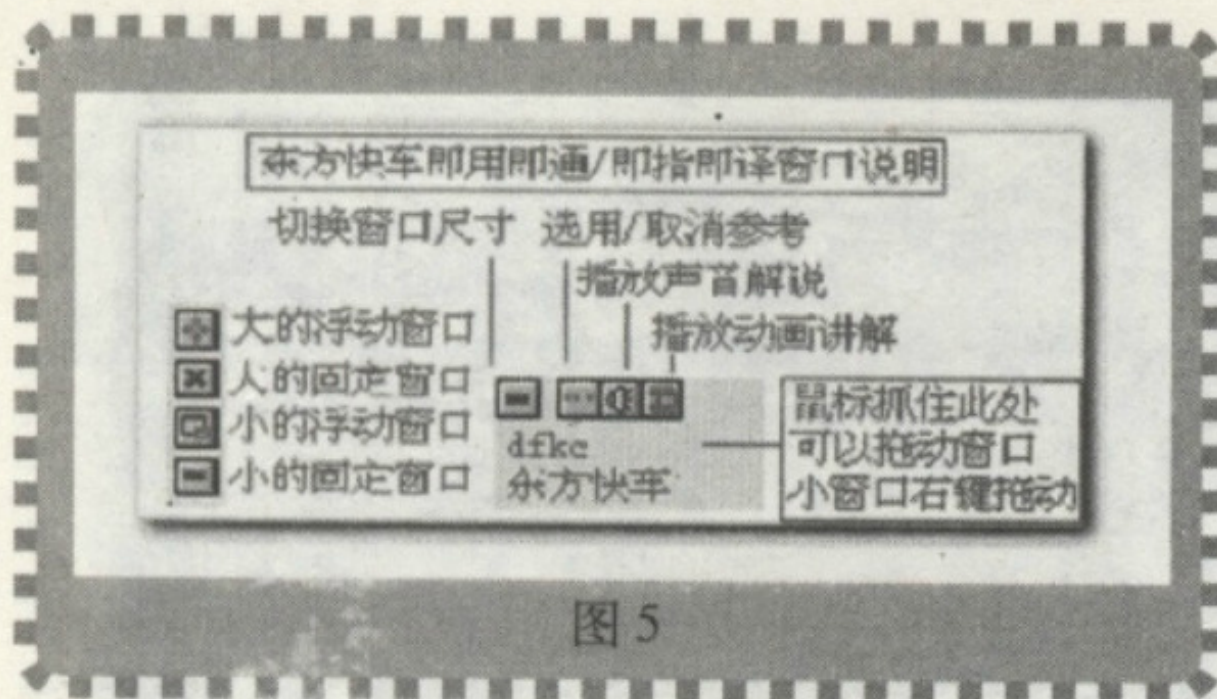 东方快车即用即通/即指即译窗口说明
切换窗口尺寸 选用/取消参考
播放声音解说
播放动画讲解
大的浮动窗口
大的固定窗口
小的浮动窗口
小的固定窗口
dfkc
东方快车
鼠标抓住此处
可以拖动窗口
小窗口右键拖动
图 5